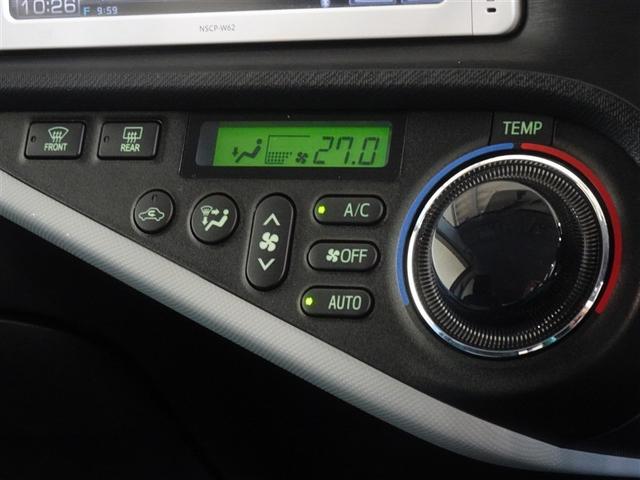 10:26 F 9:59
NSCP-W62
FRONT
REAR
27.0
TEMP
A/C
OFF
AUTO